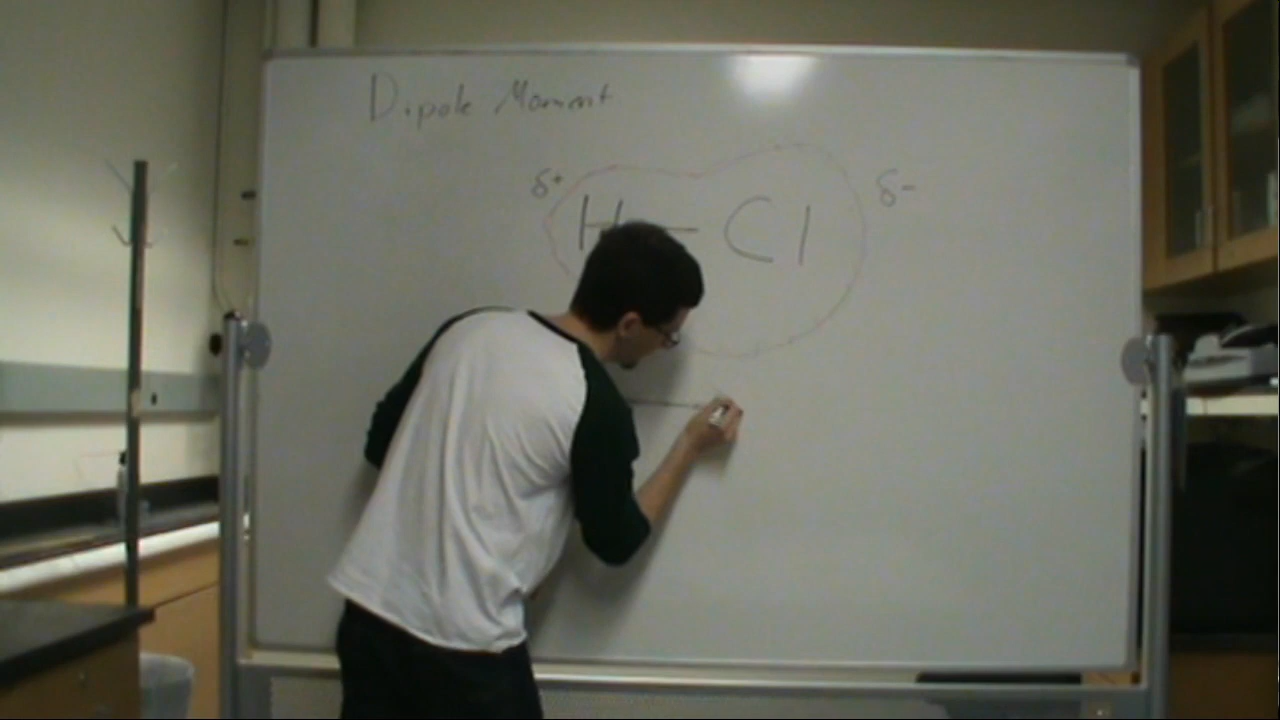 Dipole Moment
δ+ δ-
H — Cl